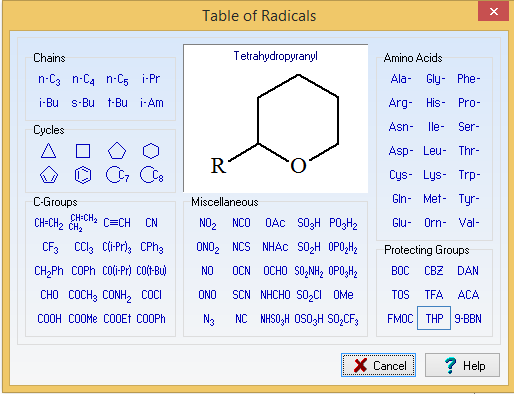 Table of Radicals
Chains
n-C3 n-C4 n-C5 i-Pr
i-Bu s-Bu t-Bu i-Am
Cycles
C7 C8
C-Groups
CH=CH2 CH=CH2 CH2 C≡CH CN
CF3 CCl3 C(i-Pr)3 CPh3
CH2Ph COPh CO(i-Pr) CO(t-Bu)
CHO COCH3 CONH2 COCl
COOH COOMe COOEt COOPh
Tetrahydropyranyl
R O
Miscellaneous
NO2 NCO OAc SO3H PO3H2
ONO2 NCS NHAc SO2H OPO2H2
NO OCN OCHO SO2NH2 OPO3H2
ONO SCN NHCHO SO2Cl OMe
N3 NC NHSO3H OSO3H SO2CF3
Amino Acids
Ala- Gly- Phe-
Arg- His- Pro-
Asn- Ile- Ser-
Asp- Leu- Thr-
Cys- Lys- Trp-
Gln- Met- Tyr-
Glu- Orn- Val-
Protecting Groups
BOC CBZ DAN
TOS TFA ACA
FMOC THP 9-BBN
Cancel ? Help